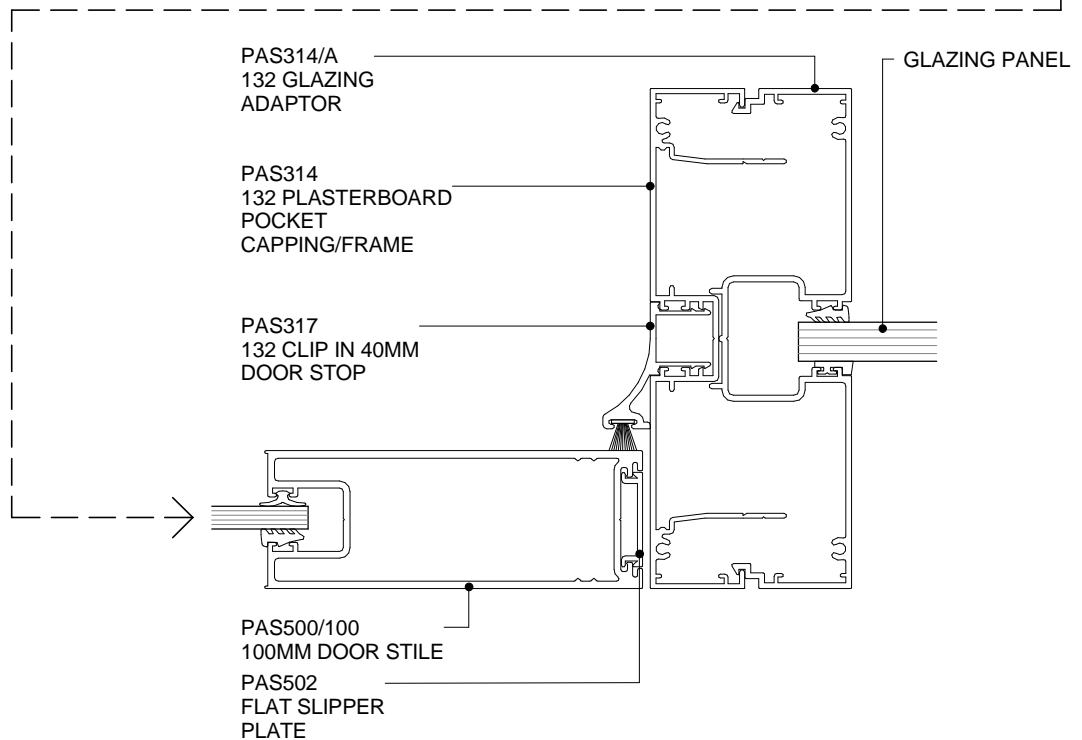 PAS314/A
132 GLAZING
ADAPTOR
GLAZING PANEL
PAS314
132 PLASTERBOARD
POCKET
CAPPING/FRAME
PAS317
132 CLIP IN 40MM
DOOR STOP
PAS500/100
100MM DOOR STILE
PAS502
FLAT SLIPPER
PLATE